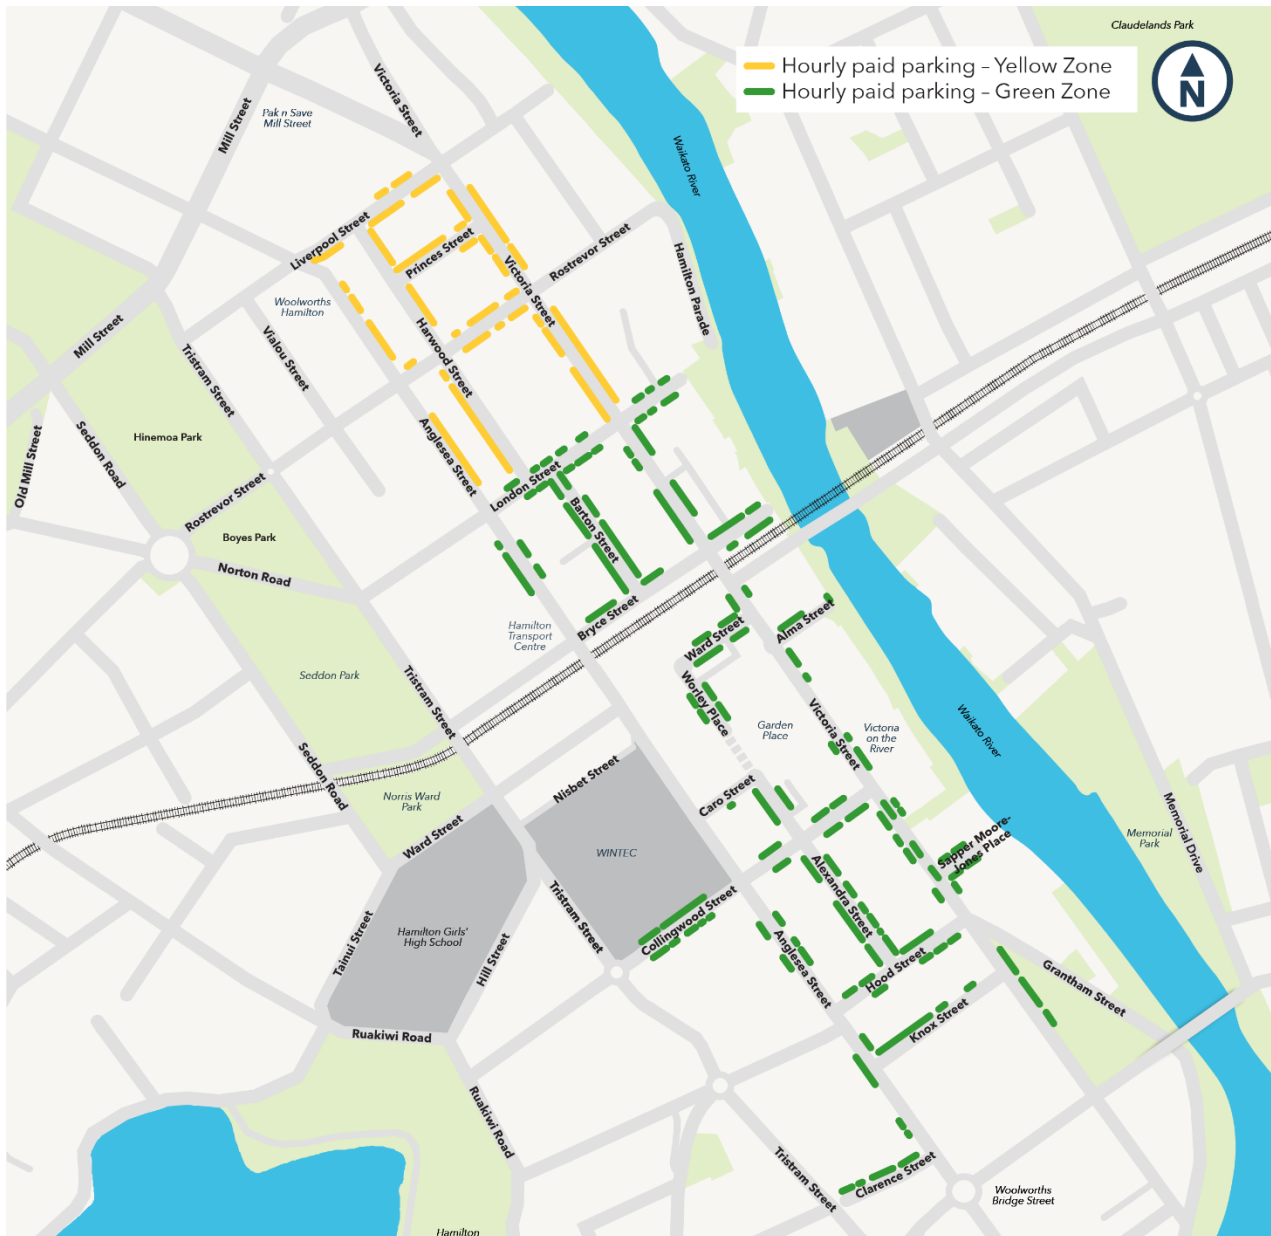 Claudelands Park
Hourly paid parking – Yellow Zone
Hourly paid parking – Green Zone
N
Victoria Street
Mill Street
Pak n Save
Mill Street
Waikato River
Liverpool Street
Princes Street
Rostrevor Street
Victoria Street
Hamilton Parade
Woolworths
Hamilton
Mill Street
Vialou Street
Harwood Street
Tristram Street
Hinemoa Park
Anglesea Street
Old Mill Street
Seddon Road
Rostrevor Street
London Street
Barton Street
Boyes Park
Norton Road
Hamilton
Transport
Centre
Bryce Street
Ward Street
Alma Street
Seddon Park
Tristram Street
Worley Place
Garden
Place
Victoria Street
Victoria
on the
River
Waikato River
Seddon Road
Nisbet Street
Norris Ward
Park
Caro Street
Ward Street
WINTEC
Sapper Moore-
Jones Place
Memorial Drive
Memorial
Park
Tristram Street
Collingwood Street
Alexandra Street
Tainui Street
Hamilton Girls'
High School
Hill Street
Anglesea Street
Hood Street
Grantham Street
Knox Street
Ruakiwi Road
Ruakiwi Road
Tristram Street
Clarence Street
Woolworths
Bridge Street
Hamilton